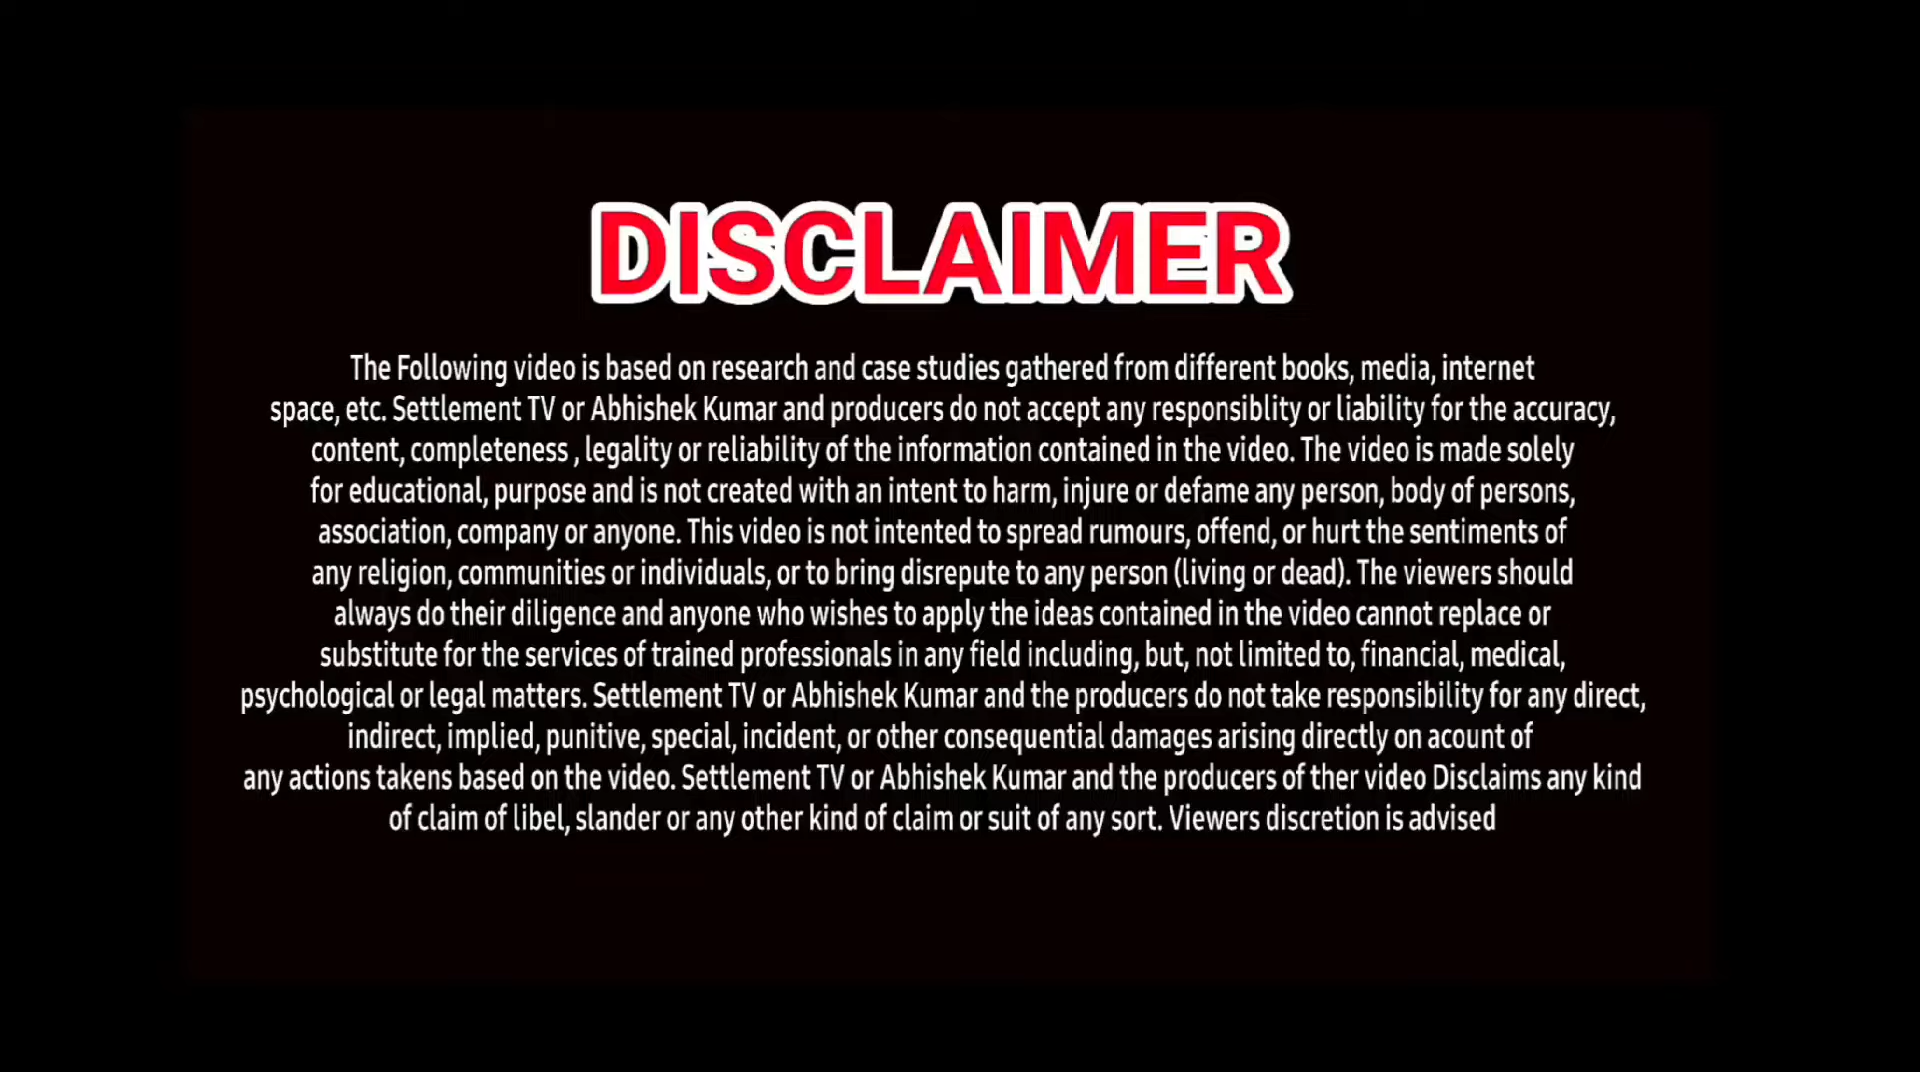 DISCLAIMER
The Following video is based on research and case studies gathered from different books, media, internet
space, etc. Settlement TV or Abhishek Kumar and producers do not accept any responsiblity or liability for the accuracy,
content, completeness , legality or reliability of the information contained in the video. The video is made solely
for educational, purpose and is not created with an intent to harm, injure or defame any person, body of persons,
association, company or anyone. This video is not intented to spread rumours, offend, or hurt the sentiments of
any religion, communities or individuals, or to bring disrepute to any person (living or dead). The viewers should
always do their diligence and anyone who wishes to apply the ideas contained in the video cannot replace or
substitute for the services of trained professionals in any field including, but, not limited to, financial, medical,
psychological or legal matters. Settlement TV or Abhishek Kumar and the producers do not take responsibility for any direct,
indirect, implied, punitive, special, incident, or other consequential damages arising directly on acount of
any actions takens based on the video. Settlement TV or Abhishek Kumar and the producers of ther video Disclaims any kind
of claim of libel, slander or any other kind of claim or suit of any sort. Viewers discretion is advised